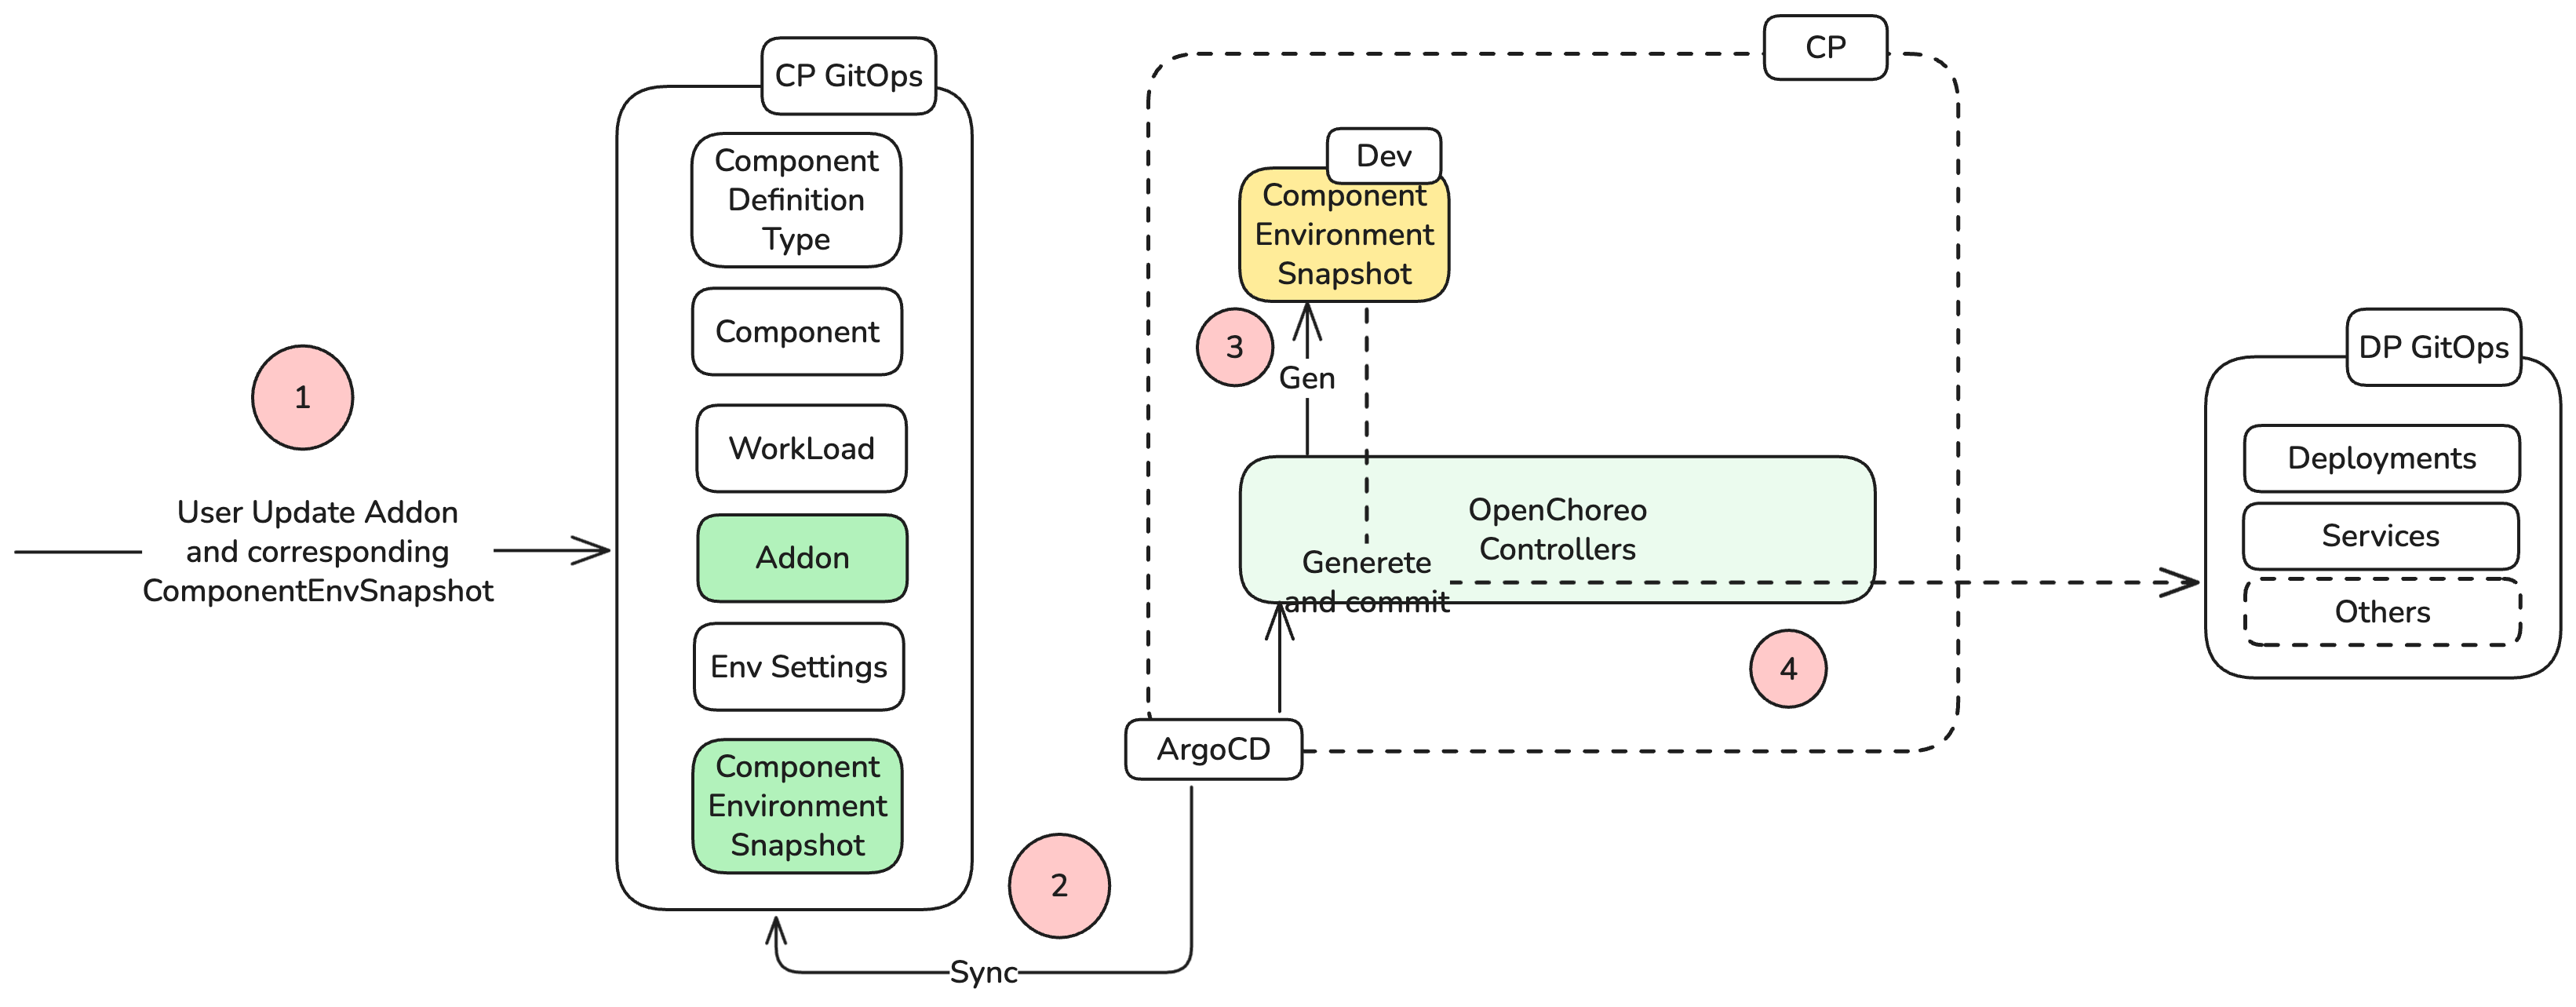 CP GitOps
Component
Definition
Type
Component
WorkLoad
Addon
Env Settings
Component
Environment
Snapshot
1
User Update Addon
and corresponding
ComponentEnvSnapshot
2
Sync
CP
Dev
Component
Environment
Snapshot
3
Gen
OpenChoreo
Controllers
Generete
and commit
4
ArgoCD
DP GitOps
Deployments
Services
Others